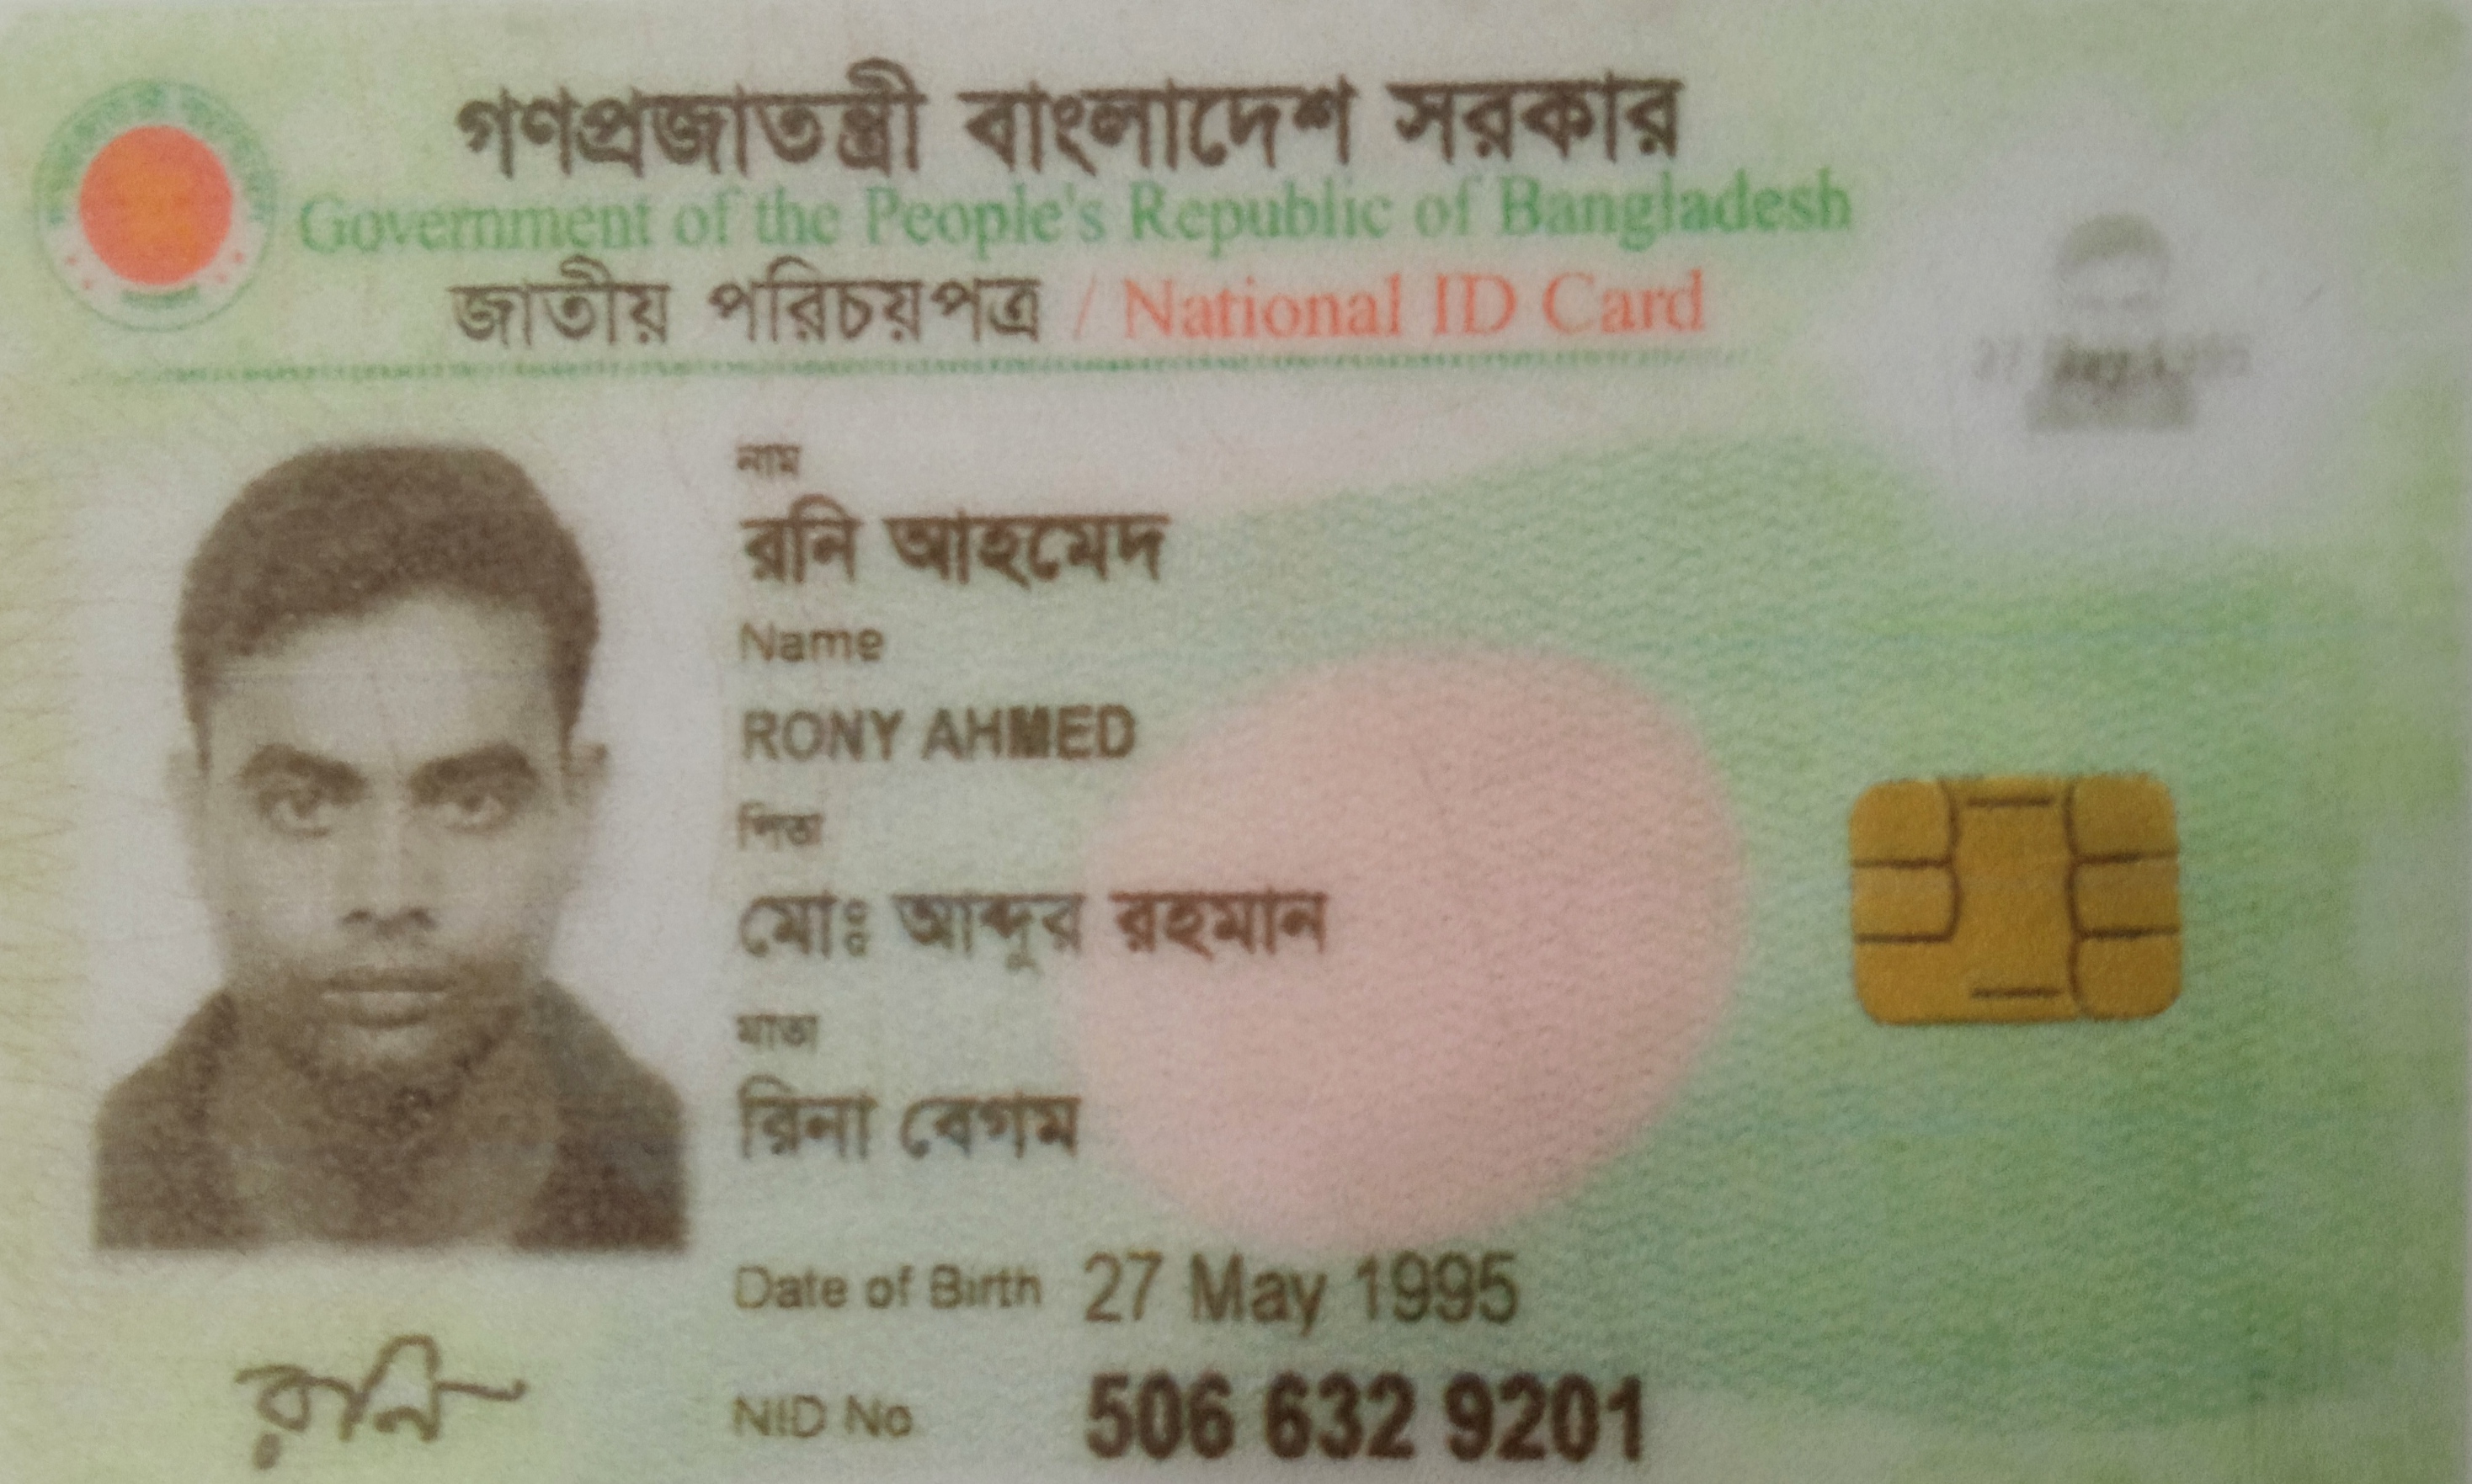 গণপ্রজাতন্ত্রী বাংলাদেশ সরকার
Government of the People's Republic of Bangladesh
জাতীয় পরিচয়পত্র / National ID Card
নাম
রনি আহমেদ
Name
RONY AHMED
পিতা
মোঃ আব্দুর রহমান
মাতা
রিনা বেগম
Date of Birth 27 May 1995
NID No 506 632 9201
রনি